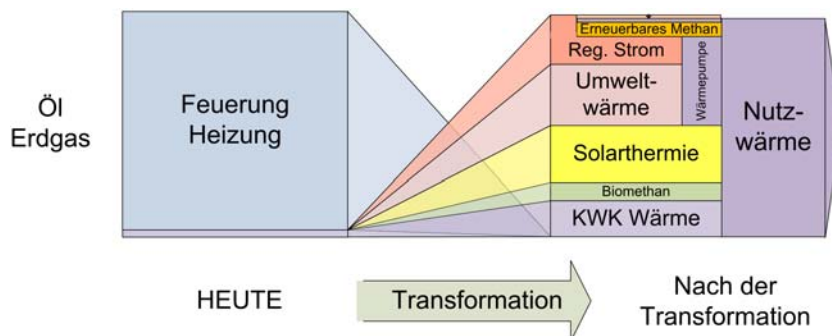 Öl
Erdgas
Feuerung
Heizung
Erneuerbares Methan
Reg. Strom
Umwelt-
wärme
Wärmepumpe
Solarthermie
Biomethan
KWK Wärme
Nutz-
wärme
HEUTE
Transformation
Nach der
Transformation